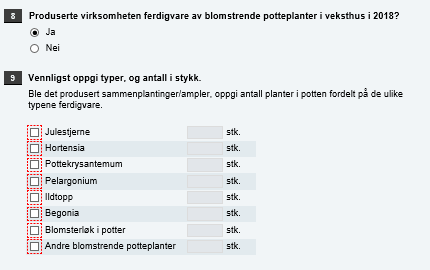 8 Produserte virksomheten ferdigvare av blomstrende potteplanter i veksthus i 2018?
Ja
Nei
9 Vennligst oppgi typer, og antall i stykk.
Ble det produsert sammenplantinger/ampler, oppgi antall planter i potten fordelt på de ulike
typene ferdigvare.
Julestjerne stk.
Hortensia stk.
Pottekrysantemum stk.
Pelargonium stk.
Ildtopp stk.
Begonia stk.
Blomsterløk i potter stk.
Andre blomstrende potteplanter stk.